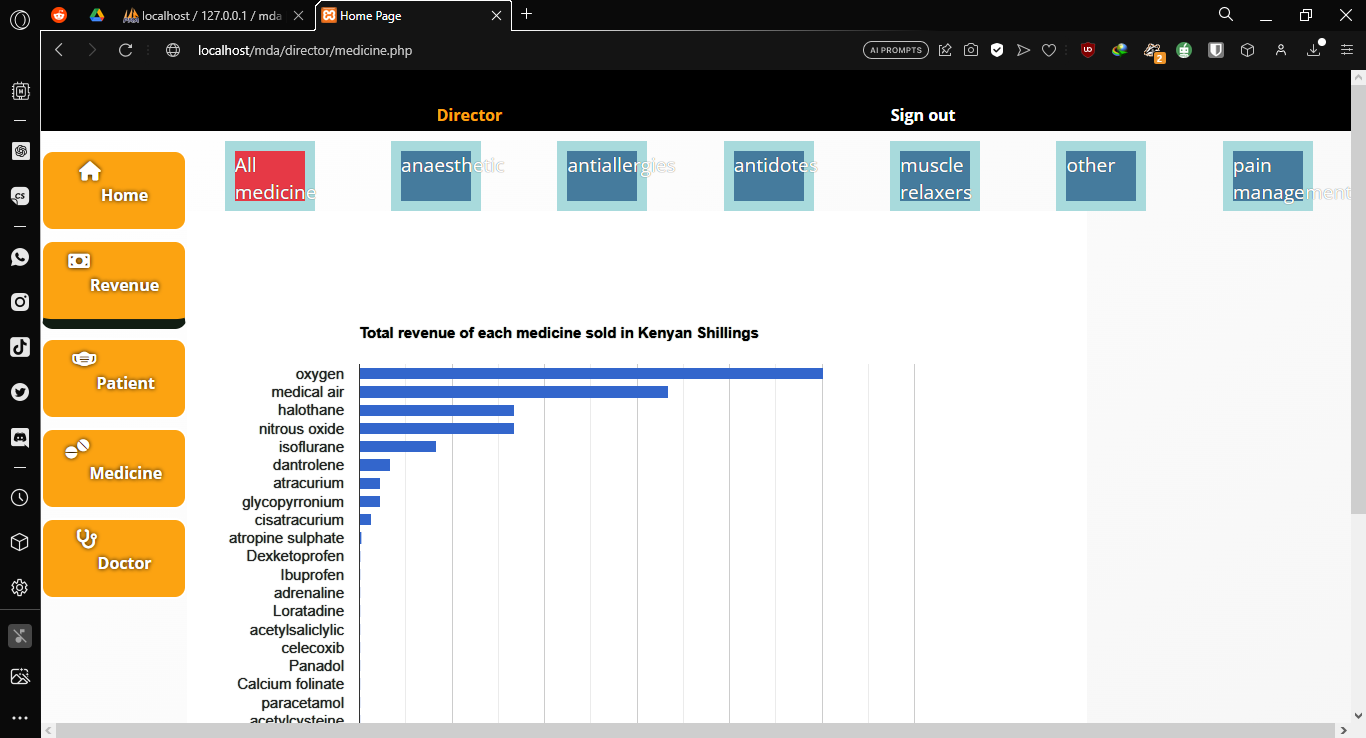 localhost / 127.0.0.1 / mda
Home Page
localhost/mda/director/medicine.php
AI PROMPTS
2
Director
Sign out
Home
Revenue
Patient
Medicine
Doctor
All
medicine
anaesthetic
antiallergies
antidotes
muscle
relaxers
other
pain
management
Total revenue of each medicine sold in Kenyan Shillings
oxygen
medical air
halothane
nitrous oxide
isoflurane
dantrolene
atracurium
glycopyrronium
cisatracurium
atropine sulphate
Dexketoprofen
Ibuprofen
adrenaline
Loratadine
acetylsaliclylic
celecoxib
Panadol
Calcium folinate
paracetamol
acetylcysteine